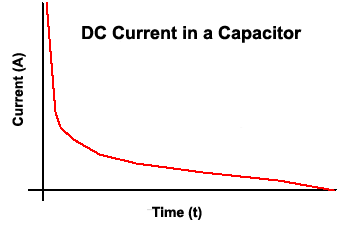 DC Current in a Capacitor
Current (A)
Time (t)